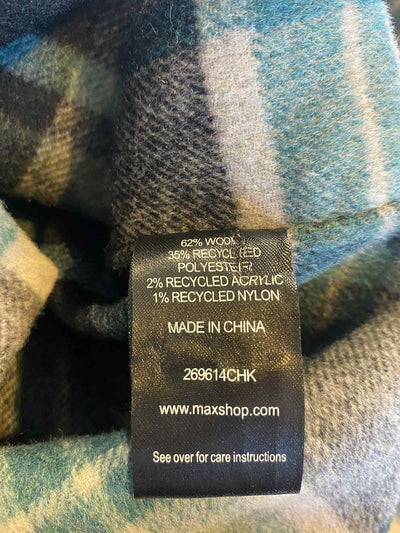 62% WOOL
35% RECYCLED
POLYESTER
2% RECYCLED ACRYLIC
1% RECYCLED NYLON
MADE IN CHINA
269614CHK
www.maxshop.com
See over for care instructions